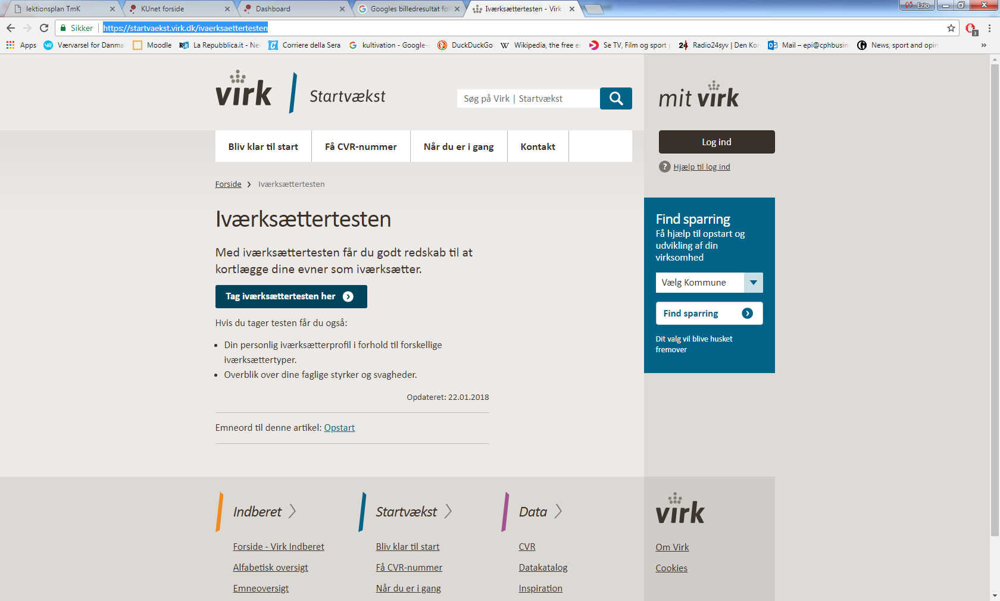 lektionsplan TmK
KUnet forside
Dashboard
Googles billedresultat fo
Iværksættertesten - Virk
Ezio
Sikker
https://startvaekst.virk.dk/ivaerksaettertesten
3
Apps
Værvarsel for Danma
Moodle
La Repubblica.it - Ne
Corriere della Sera
kultivation - Google-
DuckDuckGo
Wikipedia, the free e
Se TV, Film og sport
Radio24syv | Den Kor
Mail – epi@cphbusin
News, sport and opin
virk
Startvækst
Søg på Virk | Startvækst
mit virk
Bliv klar til start
Få CVR-nummer
Når du er i gang
Kontakt
Log ind
? Hjælp til log ind
Forside
Iværksættertesten
Iværksættertesten
Med iværksættertesten får du godt redskab til at
kortlægge dine evner som iværksætter.
Tag iværksættertesten her
Hvis du tager testen får du også:
• Din personlig iværksætterprofil i forhold til forskellige
iværksættertyper.
• Overblik over dine faglige styrker og svagheder.
Opdateret: 22.01.2018
Emneord til denne artikel: Opstart
Find sparring
Få hjælp til opstart og
udvikling af din
virksomhed
Vælg Kommune
Find sparring
Dit valg vil blive husket
fremover
Indberet
Forside - Virk Indberet
Alfabetisk oversigt
Emneoversigt
Startvækst
Bliv klar til start
Få CVR-nummer
Når du er i gang
Data
CVR
Datakatalog
Inspiration
virk
Om Virk
Cookies